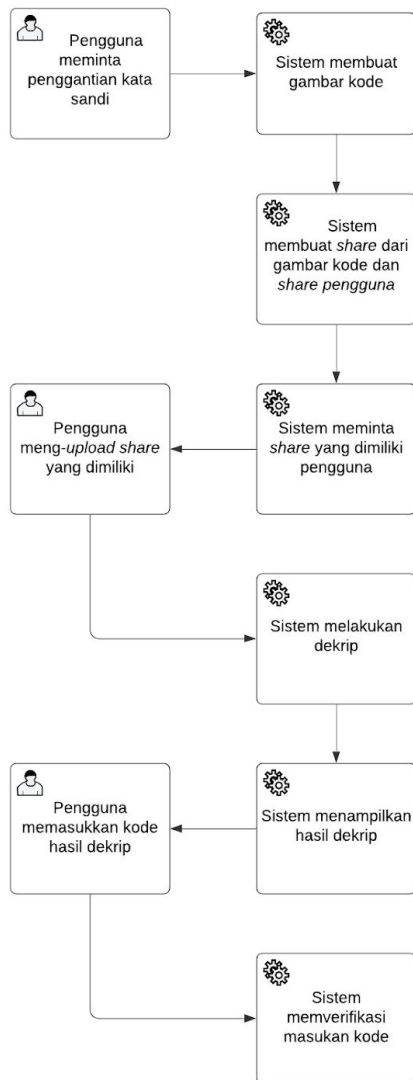 Pengguna
meminta
penggantian kata
sandi
Sistem membuat
gambar kode
Sistem
membuat share dari
gambar kode dan
share pengguna
Sistem meminta
share yang dimiliki
pengguna
Pengguna
meng-upload share
yang dimiliki
Sistem melakukan
dekrip
Sistem menampilkan
hasil dekrip
Pengguna
memasukkan kode
hasil dekrip
Sistem
memverifikasi
masukan kode